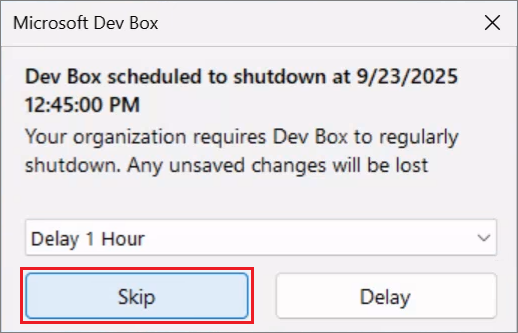 Microsoft Dev Box
Dev Box scheduled to shutdown at 9/23/2025
12:45:00 PM
Your organization requires Dev Box to regularly
shutdown. Any unsaved changes will be lost
Delay 1 Hour
Skip
Delay